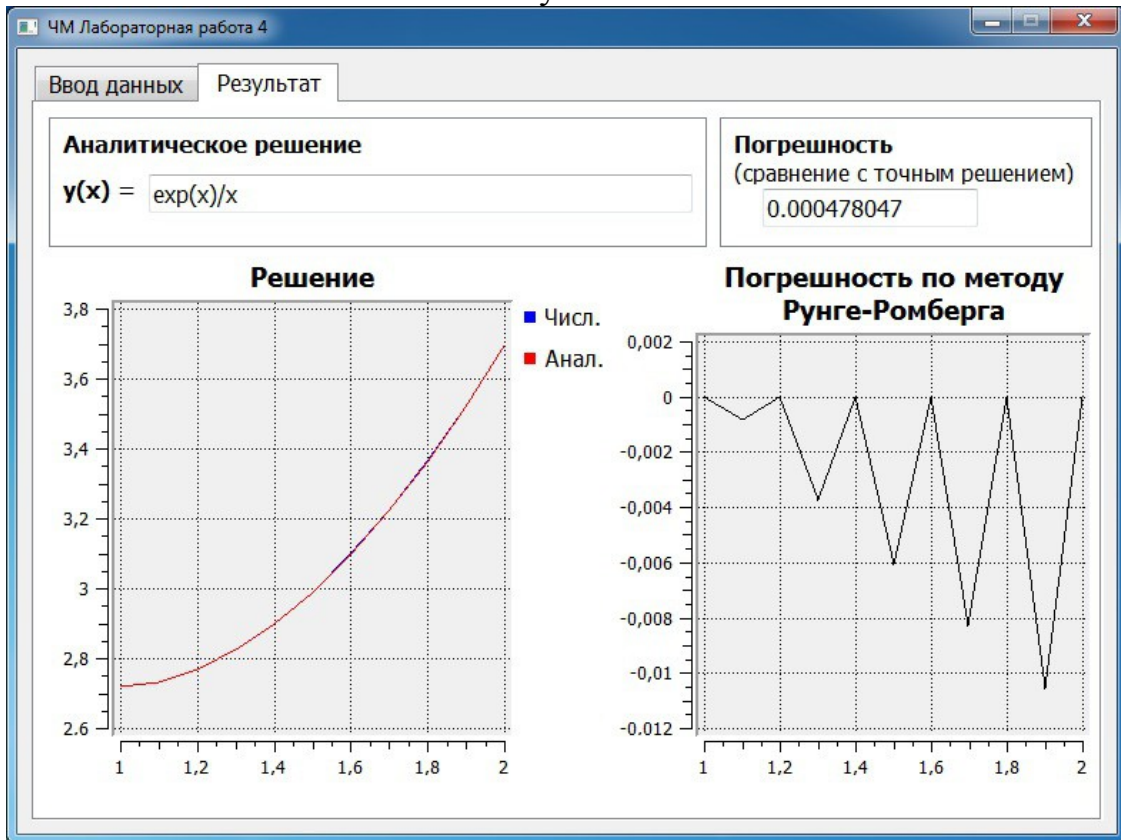 ЧМ Лабораторная работа 4
Ввод данных
Результат
Аналитическое решение
y(x) = exp(x)/x
Погрешность
(сравнение с точным решением)
0.000478047
Решение
3,8
3,6
3,4
3,2
3
2,8
2,6
1 1,2 1,4 1,6 1,8 2
Числ.
Анал.
Погрешность по методу
Рунге-Ромберга
0,002
0
-0,002
-0,004
-0,006
-0,008
-0,01
-0,012
1 1,2 1,4 1,6 1,8 2